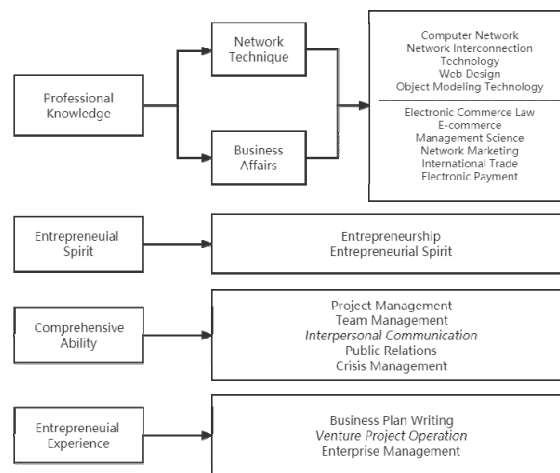 Professional
Knowledge
Network
Technique
Business
Affairs
Computer Network
Network Interconnection
Technology
Web Design
Object Modeling Technology
Electronic Commerce Law
E-commerce
Management Science
Network Marketing
International Trade
Electronic Payment
Entrepreneuial
Spirit
Entrepreneurship
Entrepreneurial Spirit
Comprehensive
Ability
Project Management
Team Management
Interpersonal Communication
Public Relations
Crisis Management
Entrepreneuial
Experience
Business Plan Writing
Venture Project Operation
Enterprise Management